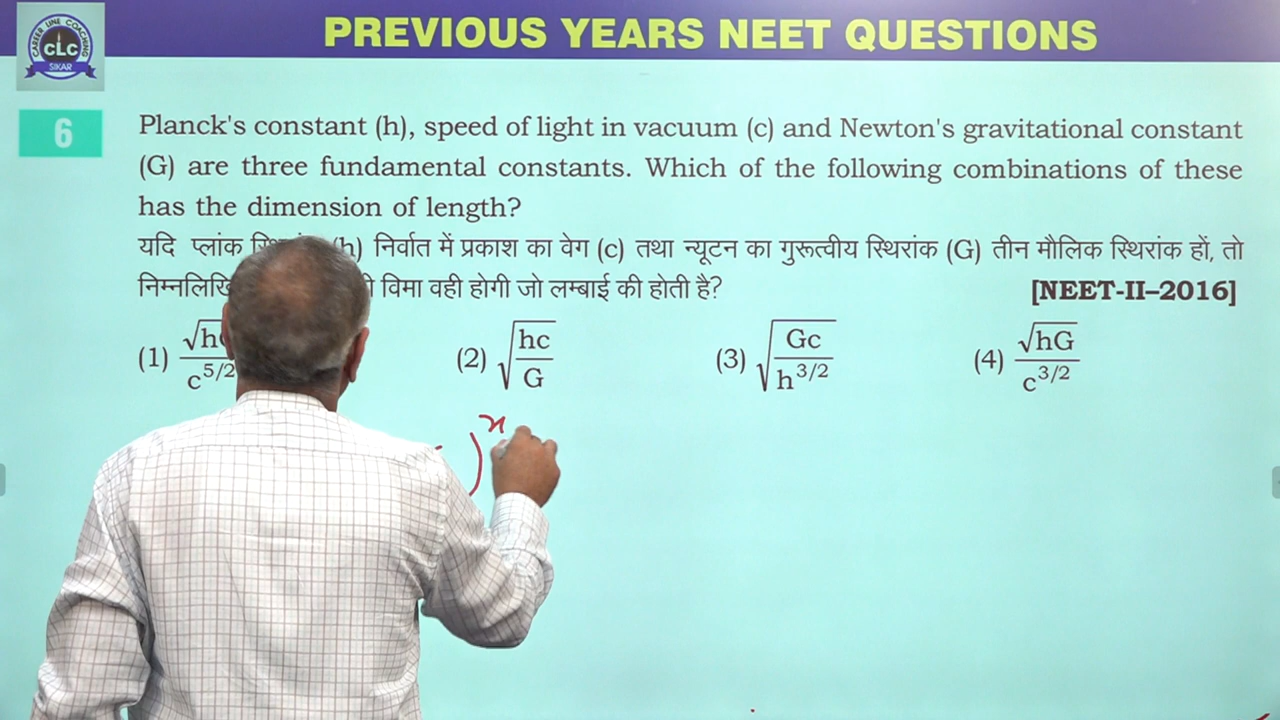 PREVIOUS YEARS NEET QUESTIONS
CAREER LINE COACHING
CLC
SIKAR
6
Planck's constant (h), speed of light in vacuum (c) and Newton's gravitational constant
(G) are three fundamental constants. Which of the following combinations of these
has the dimension of length?
यदि प्लांक (h) निर्वात में प्रकाश का वेग (c) तथा न्यूटन का गुरूत्वीय स्थिरांक (G) तीन मौलिक स्थिरांक हों, तो
विमा वही होगी जो लम्बाई की होती है? [NEET-II–2016]
(1) √h / c^5/2 (2) √(hc/G) (3) √(Gc/h^3/2) (4) √hG / c^3/2
)^x